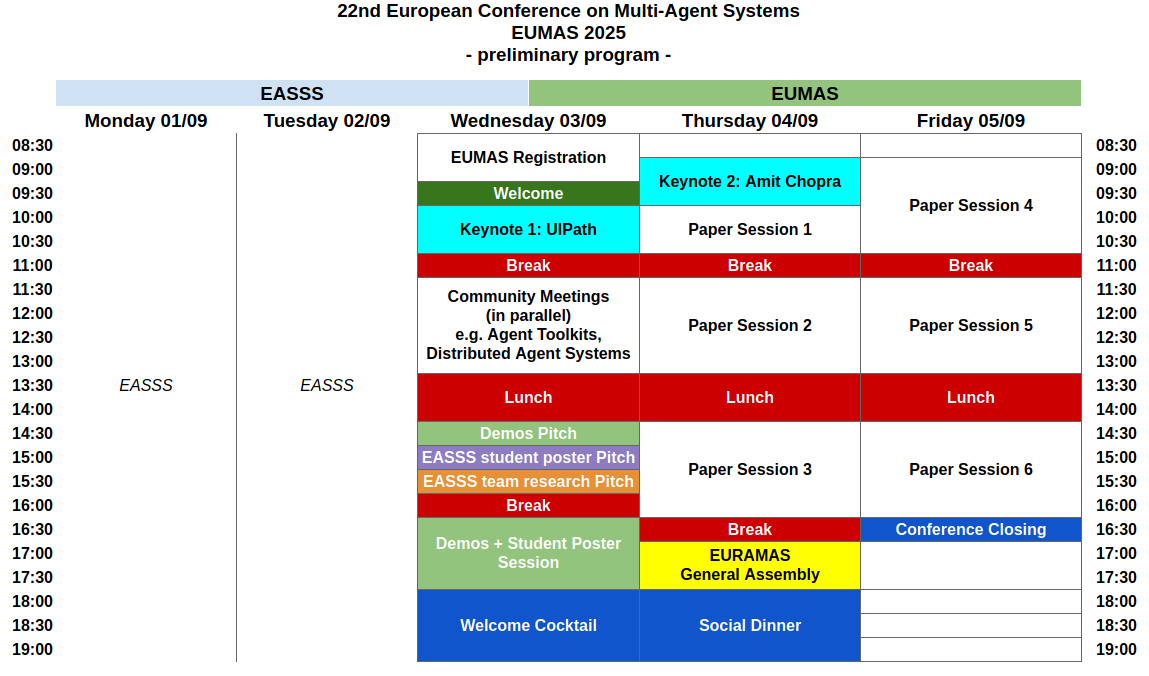 22nd European Conference on Multi-Agent Systems
EUMAS 2025
- preliminary program -
EASSS EUMAS
Monday 01/09 Tuesday 02/09 Wednesday 03/09 Thursday 04/09 Friday 05/09
08:30 08:30
EUMAS Registration
09:00 09:00
Keynote 2: Amit Chopra
09:30 Welcome 09:30
Paper Session 4
10:00 10:00
Keynote 1: UIPath Paper Session 1
10:30 10:30
11:00 Break Break Break 11:00
11:30 Community Meetings 11:30
12:00 (in parallel) 12:00
Paper Session 2 Paper Session 5
12:30 e.g. Agent Toolkits, 12:30
13:00 Distributed Agent Systems 13:00
13:30 EASSS EASSS 13:30
Lunch Lunch Lunch
14:00 14:00
14:30 Demos Pitch 14:30
15:00 EASSS student poster Pitch 15:00
Paper Session 3 Paper Session 6
15:30 EASSS team research Pitch 15:30
16:00 Break 16:00
16:30 Break Conference Closing 16:30
Demos + Student Poster
Session
17:00 EURAMAS 17:00
17:30 General Assembly 17:30
18:00 18:00
18:30 Welcome Cocktail Social Dinner 18:30
19:00 19:00